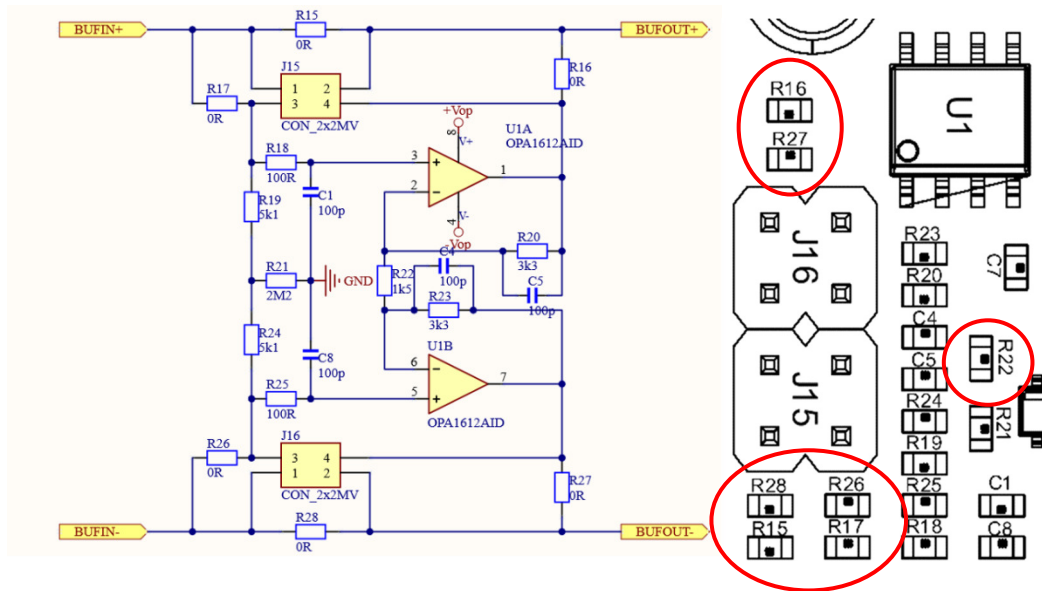 R15
BUFIN+
BUFOUT+
0R
J15
R16
0R
R17
1 2
3 4
0R
CON_2x2MV
+Vop
U1A
OPA1612AID
8
V+
R18
3
+
1
100R
2
−
C1
100p
R19
5k1
V-
4
-Vop
R20
C4
3k3
R21
GND
R22
100p
C5
2M2
1k5
R23
100p
3k3
R24
5k1
U1B
C8
100p
6
−
7
R25
5
+
100R
OPA1612AID
R26
J16
3 4
0R
1 2
R27
0R
CON_2x2MV
BUFIN-
R28
BUFOUT-
0R
R16
R27
U1
J16
R23
R20
C7
C4
C5
R22
J15
R24
R21
R19
R28
R26
R25
C1
R15
R17
R18
C8